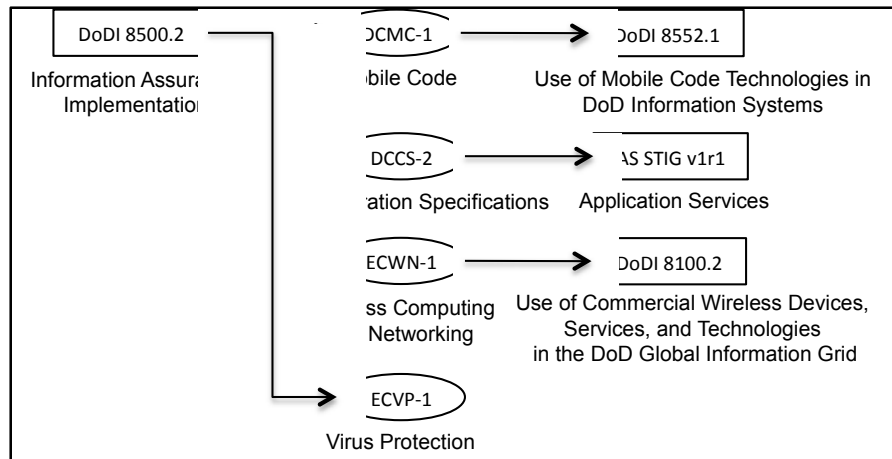 DoDI 8500.2
Information Assura
Implementation
DCMC-1
bile Code
DoDI 8552.1
Use of Mobile Code Technologies in
DoD Information Systems
DCCS-2
ration Specifications
AS STIG v1r1
Application Services
ECWN-1
ss Computing
Networking
DoDI 8100.2
Use of Commercial Wireless Devices,
Services, and Technologies
in the DoD Global Information Grid
ECVP-1
Virus Protection